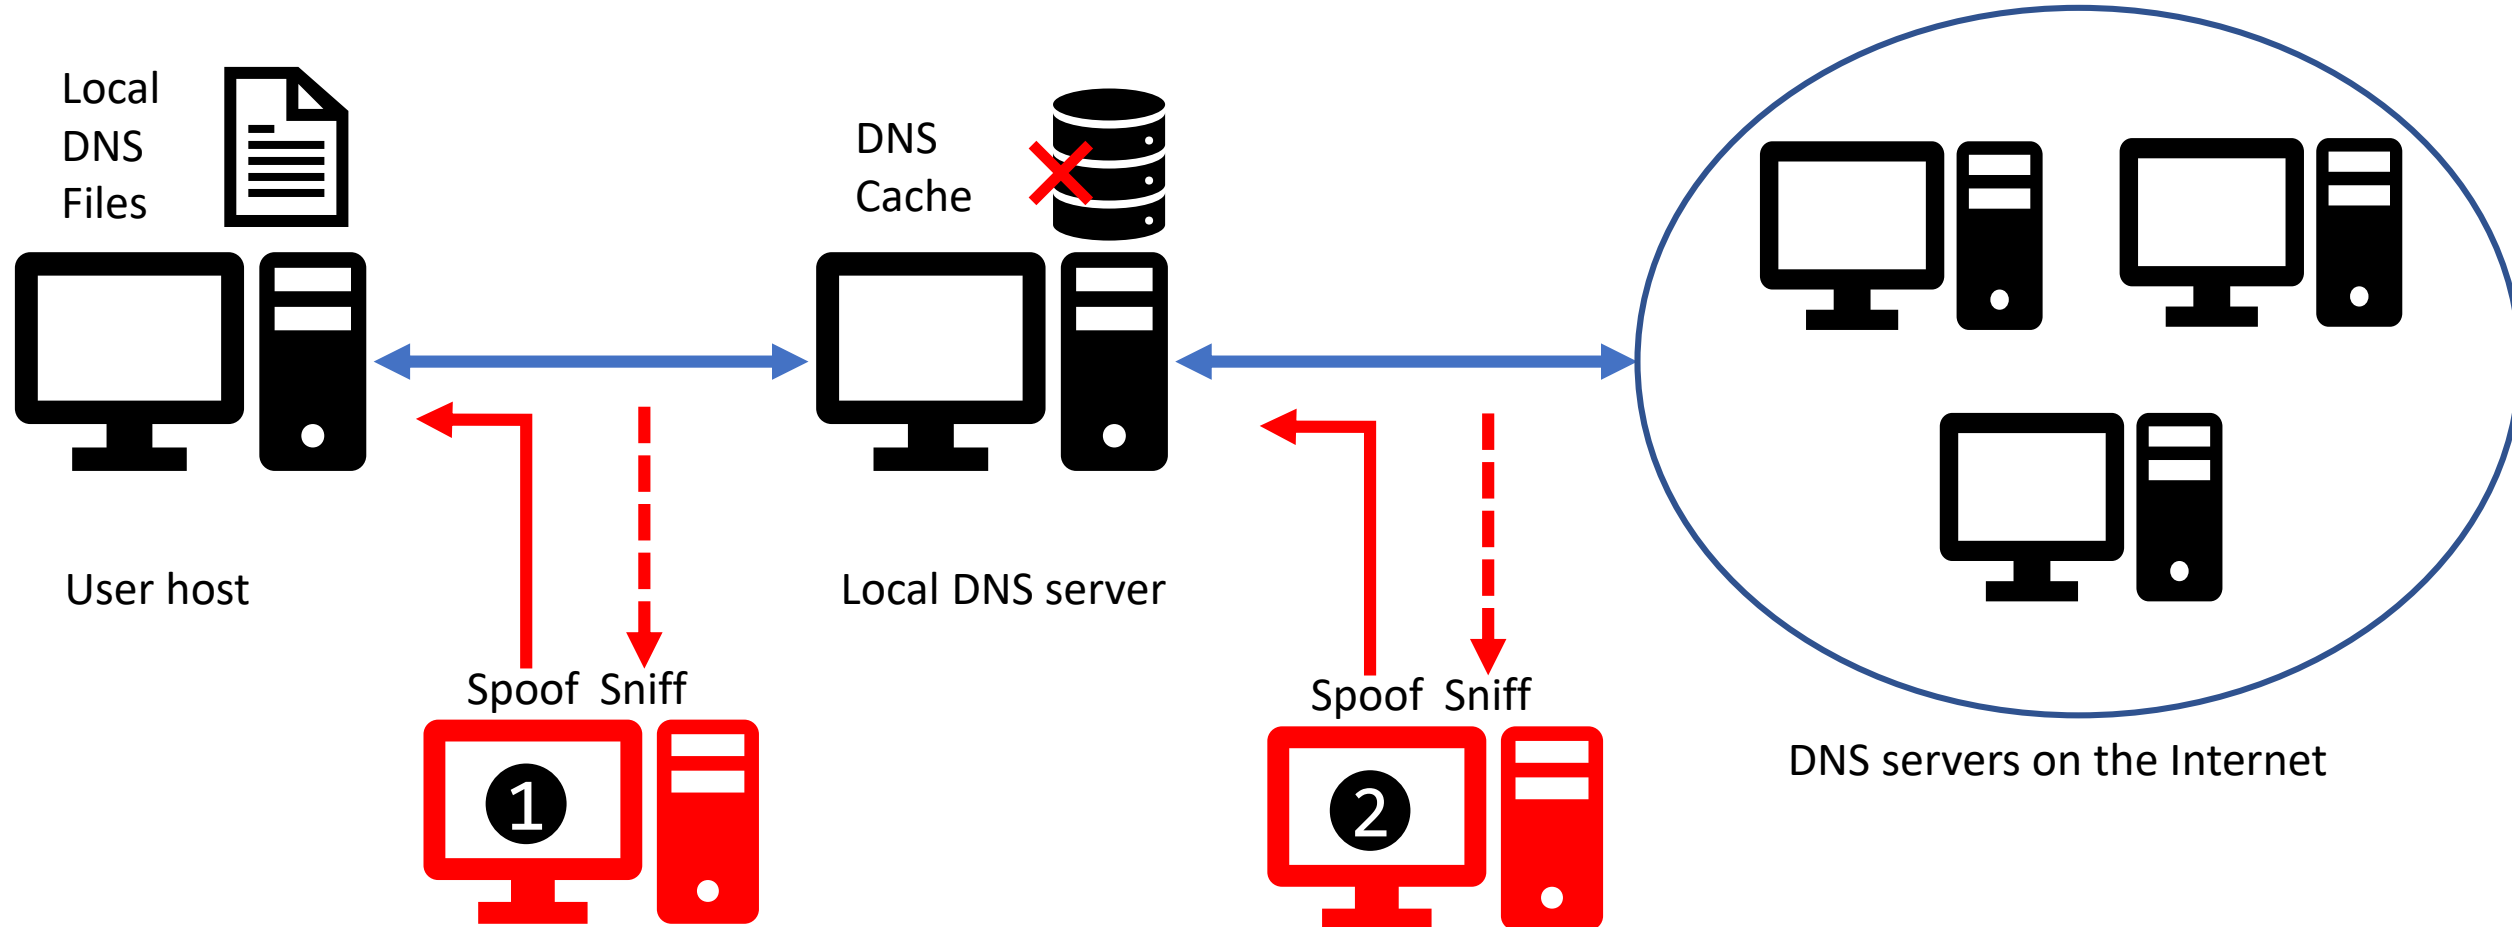 Local
DNS
Files
DNS
Cache
User host
Local DNS server
Spoof Sniff
Spoof Sniff
DNS servers on the Internet
1
2